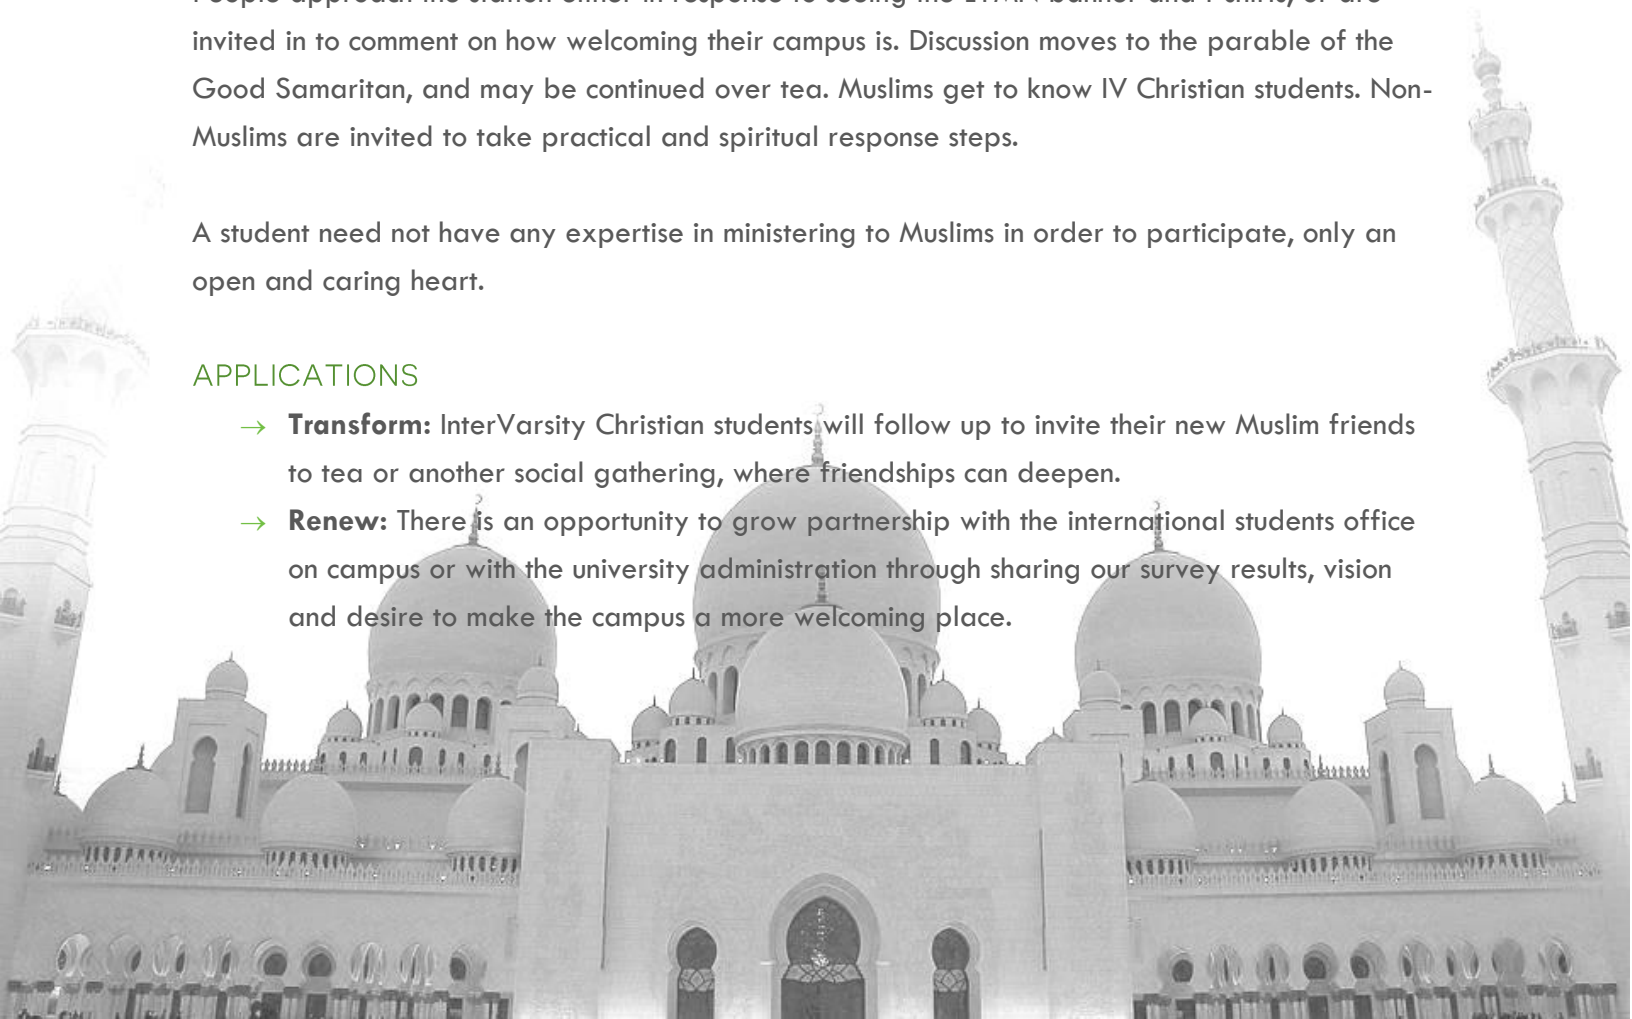 invited in to comment on how welcoming their campus is. Discussion moves to the parable of the
Good Samaritan, and may be continued over tea. Muslims get to know IV Christian students. Non-
Muslims are invited to take practical and spiritual response steps.
A student need not have any expertise in ministering to Muslims in order to participate, only an
open and caring heart.
APPLICATIONS
→ Transform: InterVarsity Christian students will follow up to invite their new Muslim friends
to tea or another social gathering, where friendships can deepen.
→ Renew: There is an opportunity to grow partnership with the international students office
on campus or with the university administration through sharing our survey results, vision
and desire to make the campus a more welcoming place.